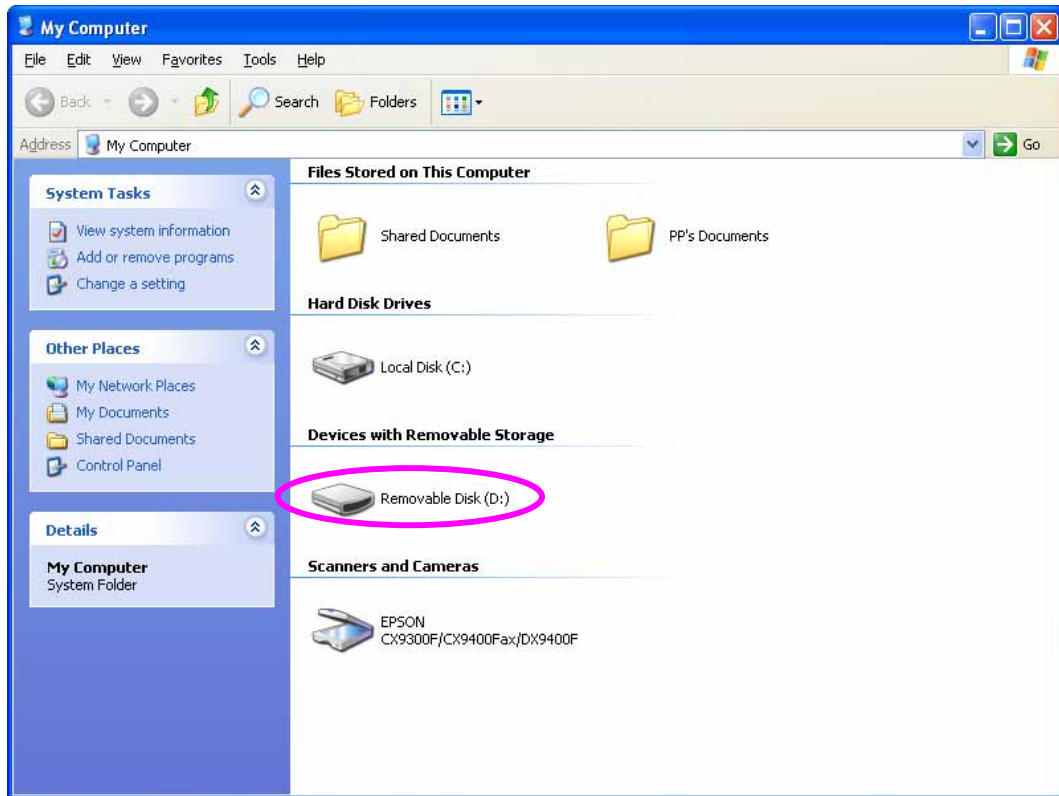 My Computer
File Edit View Favorites Tools Help
Back Search Folders
Address My Computer Go
System Tasks
View system information
Add or remove programs
Change a setting
Other Places
My Network Places
My Documents
Shared Documents
Control Panel
Details
My Computer
System Folder
Files Stored on This Computer
Shared Documents PP's Documents
Hard Disk Drives
Local Disk (C:)
Devices with Removable Storage
Removable Disk (D:)
Scanners and Cameras
EPSON
CX9300F/CX9400Fax/DX9400F